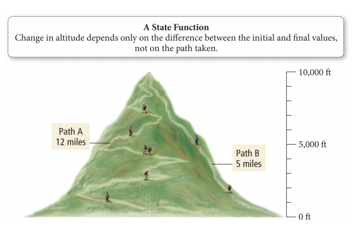 A State Function
Change in altitude depends only on the difference between the initial and final values,
not on the path taken.
10,000 ft
Path A
12 miles
5,000 ft
Path B
5 miles
0 ft